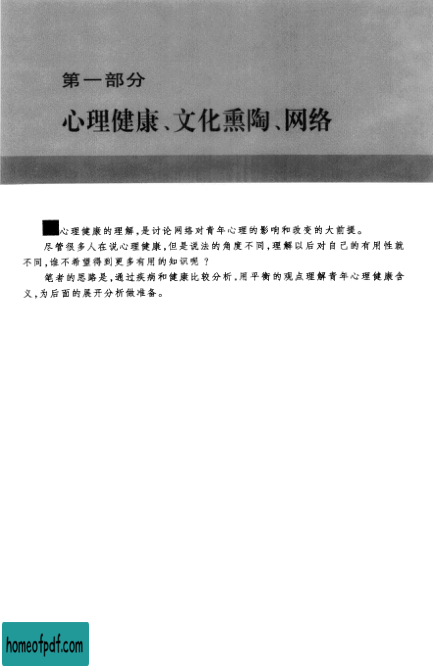 第一部分
心理健康、文化熏陶、网络
心理健康的理解,是讨论网络对青年心理的影响和改变的大前提。
尽管很多人在说心理健康,但是说法的角度不同,理解以后对自己的有用性就
不同,谁不希望得到更多有用的知识呢?
笔者的思路是,通过疾病和健康比较分析,用平衡的观点理解青年心理健康含
义,为后面的展开分析做准备。
homeofpdf.com